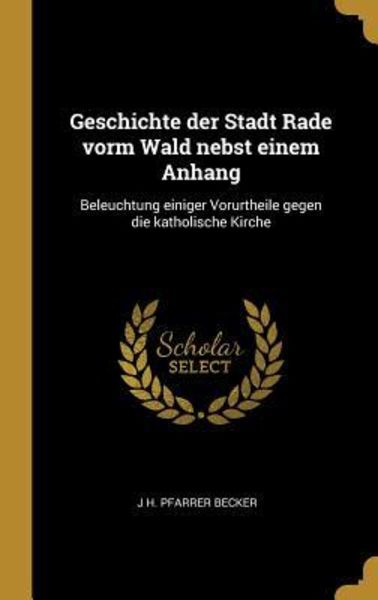 Geschichte der Stadt Rade
vorm Wald nebst einem
Anhang
Beleuchtung einiger Vorurtheile gegen
die katholische Kirche
Scholar
SELECT
J H. PFARRER BECKER